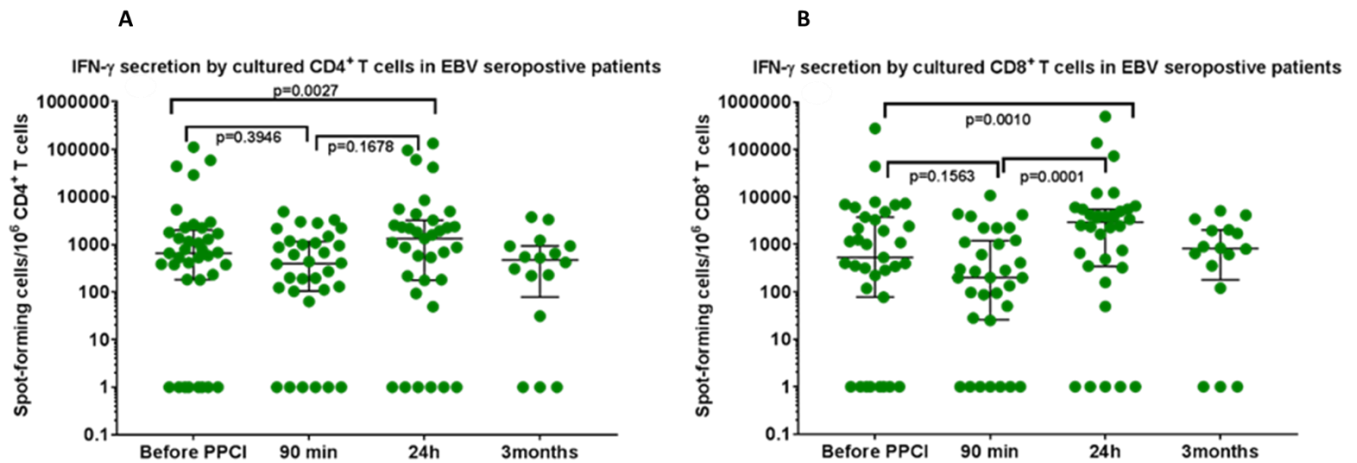 A
IFN-γ secretion by cultured CD4⁺ T cells in EBV seropostive patients
Spot-forming cells/10⁶ CD4⁺ T cells
1000000
100000
10000
1000
100
10
1
0.1
p=0.0027
p=0.3946
p=0.1678
Before PPCI
90 min
24h
3months
B
IFN-γ secretion by cultured CD8⁺ T cells in EBV seropostive patients
Spot-forming cells/10⁶ CD8⁺ T cells
1000000
100000
10000
1000
100
10
1
0.1
p=0.0010
p=0.1563
p=0.0001
Before PPCI
90 min
24h
3months